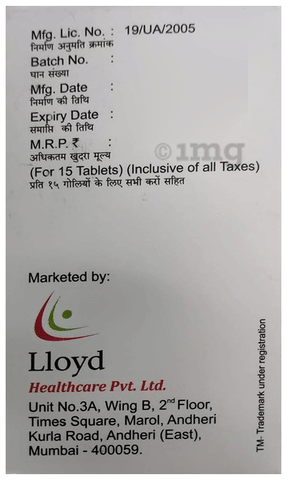 Mfg. Lic. No. : 19/UA/2005
निर्माण अनुमति क्रमांक
Batch No. :
घान संख्या
Mfg. Date :
निर्माण की तिथि
Expiry Date :
समाप्ति की तिथि
M.R.P. ₹ :
अधिकतम खुदरा मूल्य
©1mg
(For 15 Tablets) (Inclusive of all Taxes)
प्रति १५ गोलियों के लिए सभी करों सहित
Marketed by:
Lloyd
Healthcare Pvt. Ltd.
Unit No.3A, Wing B, 2nd Floor,
Times Square, Marol, Andheri
Kurla Road, Andheri (East),
Mumbai - 400059.
TM- Trademark under registration